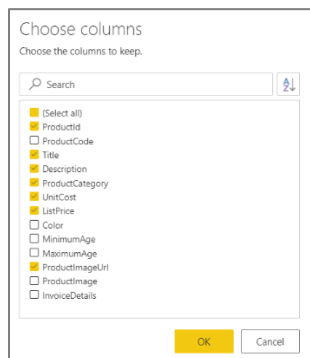 Choose columns
Choose the columns to keep.
Search
A
Z
(Select all)
ProductId
ProductCode
Title
Description
ProductCategory
UnitCost
ListPrice
Color
MinimumAge
MaximumAge
ProductImageUrl
ProductImage
InvoiceDetails
OK Cancel